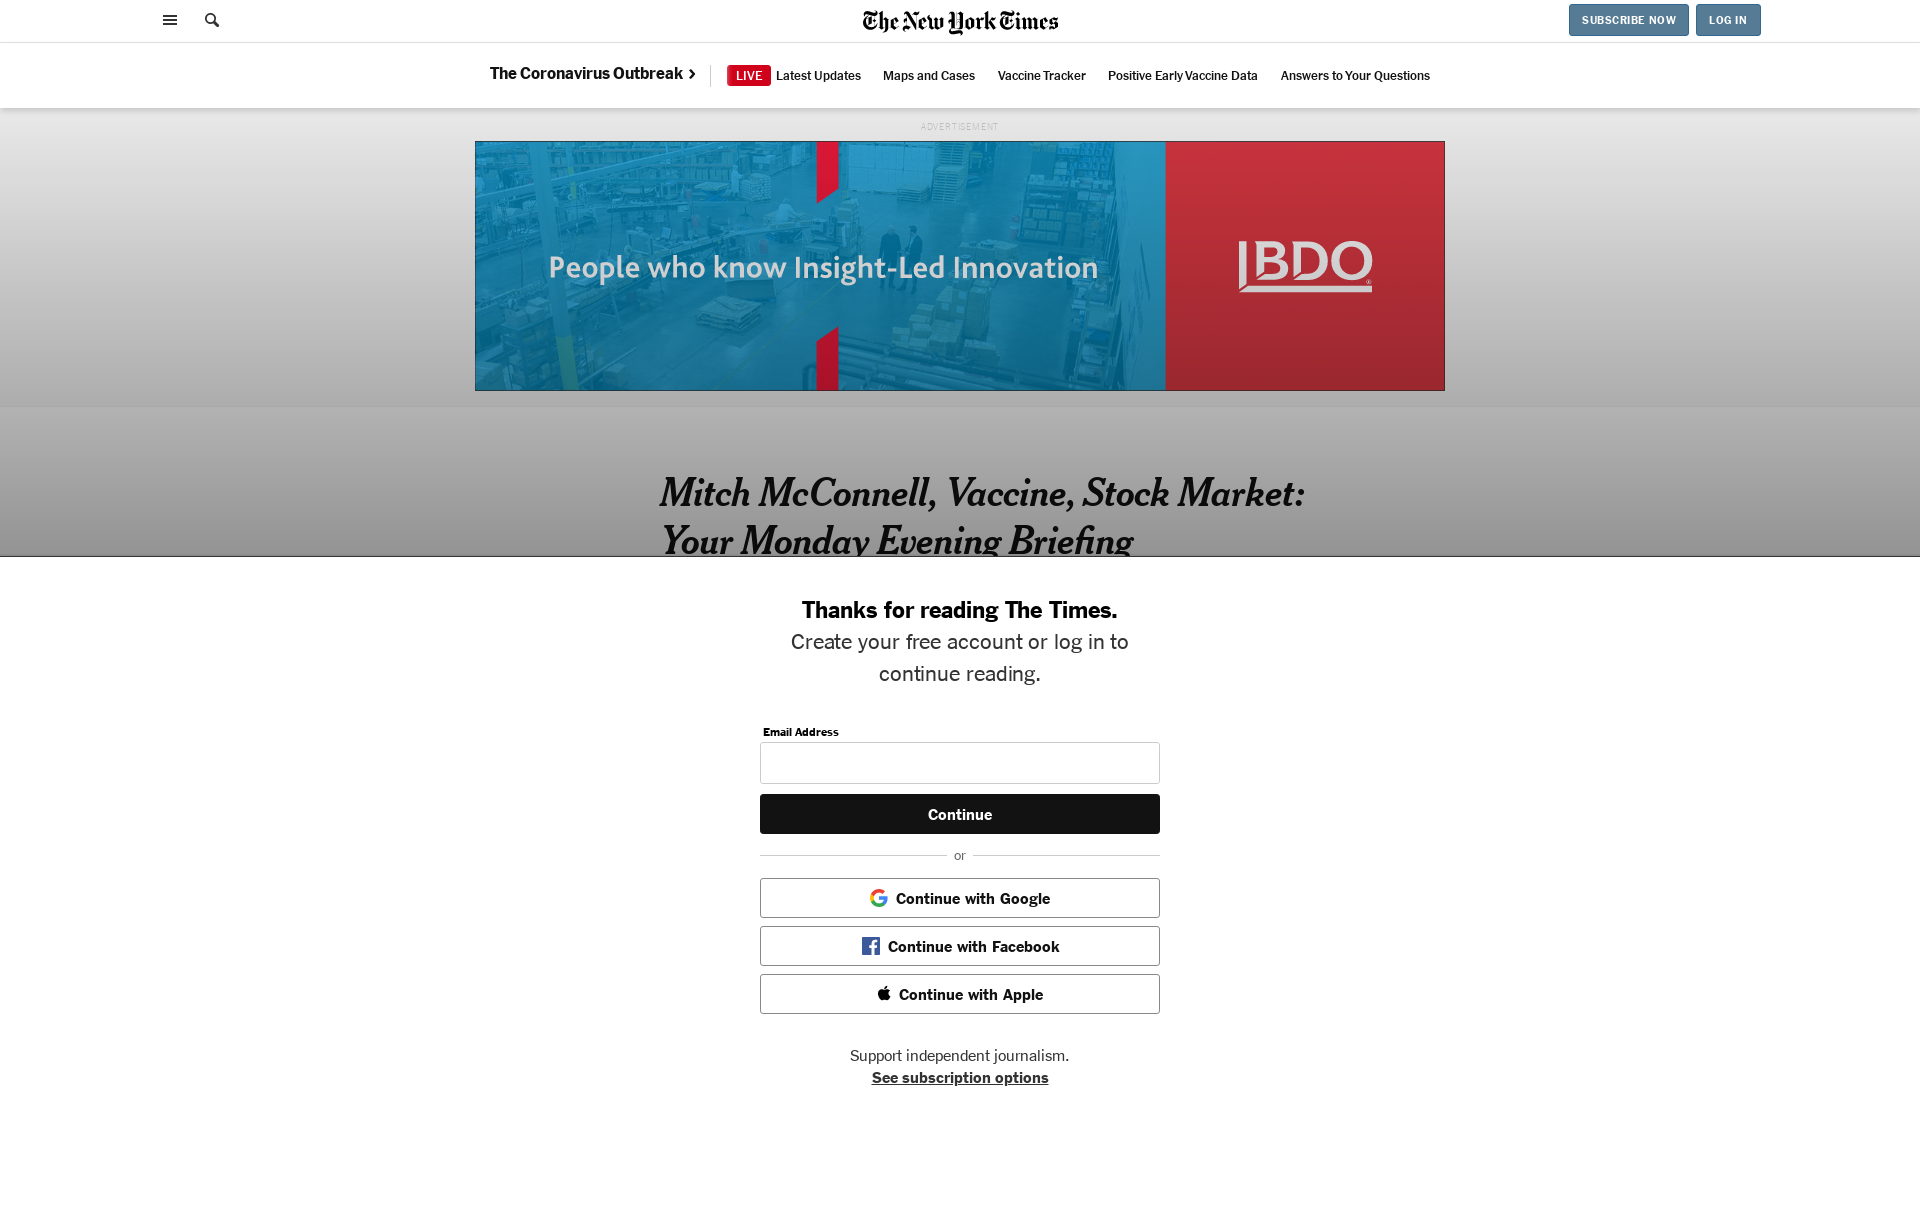 The New York Times
SUBSCRIBE NOW
LOG IN
The Coronavirus Outbreak
LIVE Latest Updates
Maps and Cases
Vaccine Tracker
Positive Early Vaccine Data
Answers to Your Questions
ADVERTISEMENT
People who know Insight-Led Innovation
BDO
Mitch McConnell, Vaccine, Stock Market:
Your Monday Evening Briefing
Thanks for reading The Times.
Create your free account or log in to
continue reading.
Email Address
Continue
or
Continue with Google
Continue with Facebook
Continue with Apple
Support independent journalism.
See subscription options